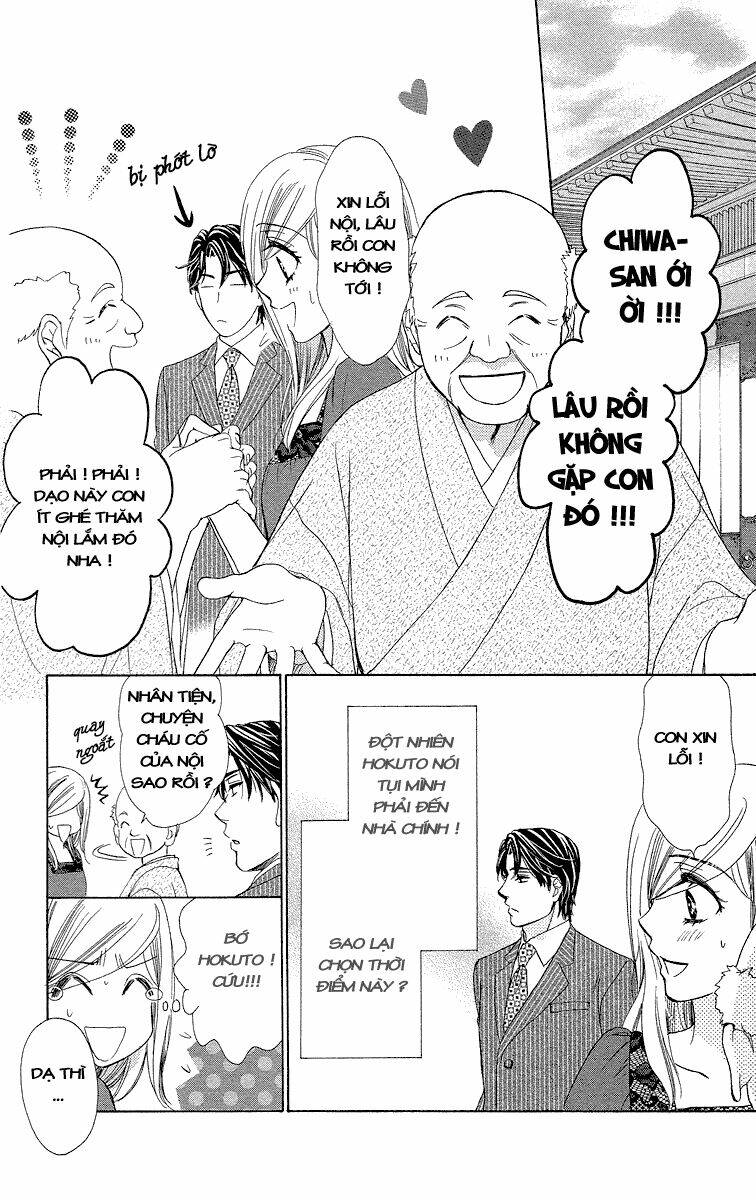 CHIWA-
SAN ỚI
ỜI !!!
LÂU RỒI
KHÔNG
GẶP CON
ĐÓ !!!
XIN LỖI
NỘI, LÂU
RỒI CON
KHÔNG
TỚI !
bị phớt lờ
PHẢI ! PHẢI !
DẠO NÀY CON
ÍT GHÉ THĂM
NỘI LẮM ĐÓ
NHA !
CON XIN
LỖI !
ĐỘT NHIÊN
HOKUTO NÓI
TỤI MÌNH
PHẢI ĐẾN
NHÀ CHÍNH !
SAO LẠI
CHỌN THỜI
ĐIỂM NÀY ?
NHÂN TIỆN,
CHUYỆN
CHÁU CỐ
CỦA NỘI
SAO RỒI ?
quay
ngoắt
BỚ
HOKUTO !
CỨU!!!
DẠ THÌ
...